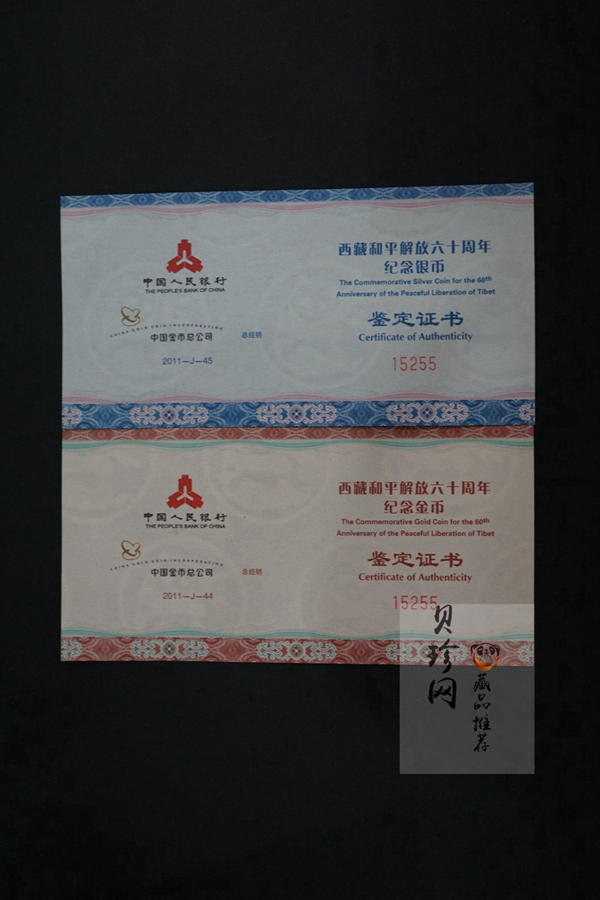 中国人民银行
THE PEOPLE'S BANK OF CHINA
CHINA GOLD COIN INCORPORATION
中国金币总公司
总经销
2011—J—45
西藏和平解放六十周年
纪念银币
The Commemorative Silver Coin for the 60th
Anniversary of the Peaceful Liberation of Tibet
鉴定证书
Certificate of Authenticity
15255
中国人民银行
THE PEOPLE'S BANK OF CHINA
CHINA GOLD COIN INCORPORATION
中国金币总公司
总经销
2011—J—44
西藏和平解放六十周年
纪念金币
The Commemorative Gold Coin for the 60th
Anniversary of the Peaceful Liberation of Tibet
鉴定证书
Certificate of Authenticity
15255
贝珍网
藏品推荐